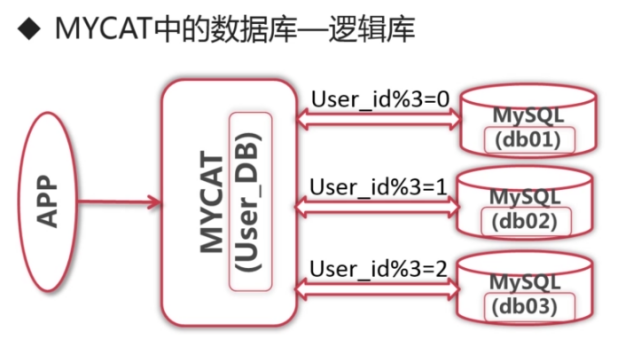 ◆ MYCAT中的数据库—逻辑库
APP
MYCAT
(User_DB)
User_id%3=0
MySQL
(db01)
User_id%3=1
MySQL
(db02)
User_id%3=2
MySQL
(db03)